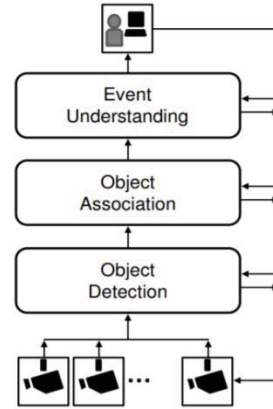 Event
Understanding
Object
Association
Object
Detection
...